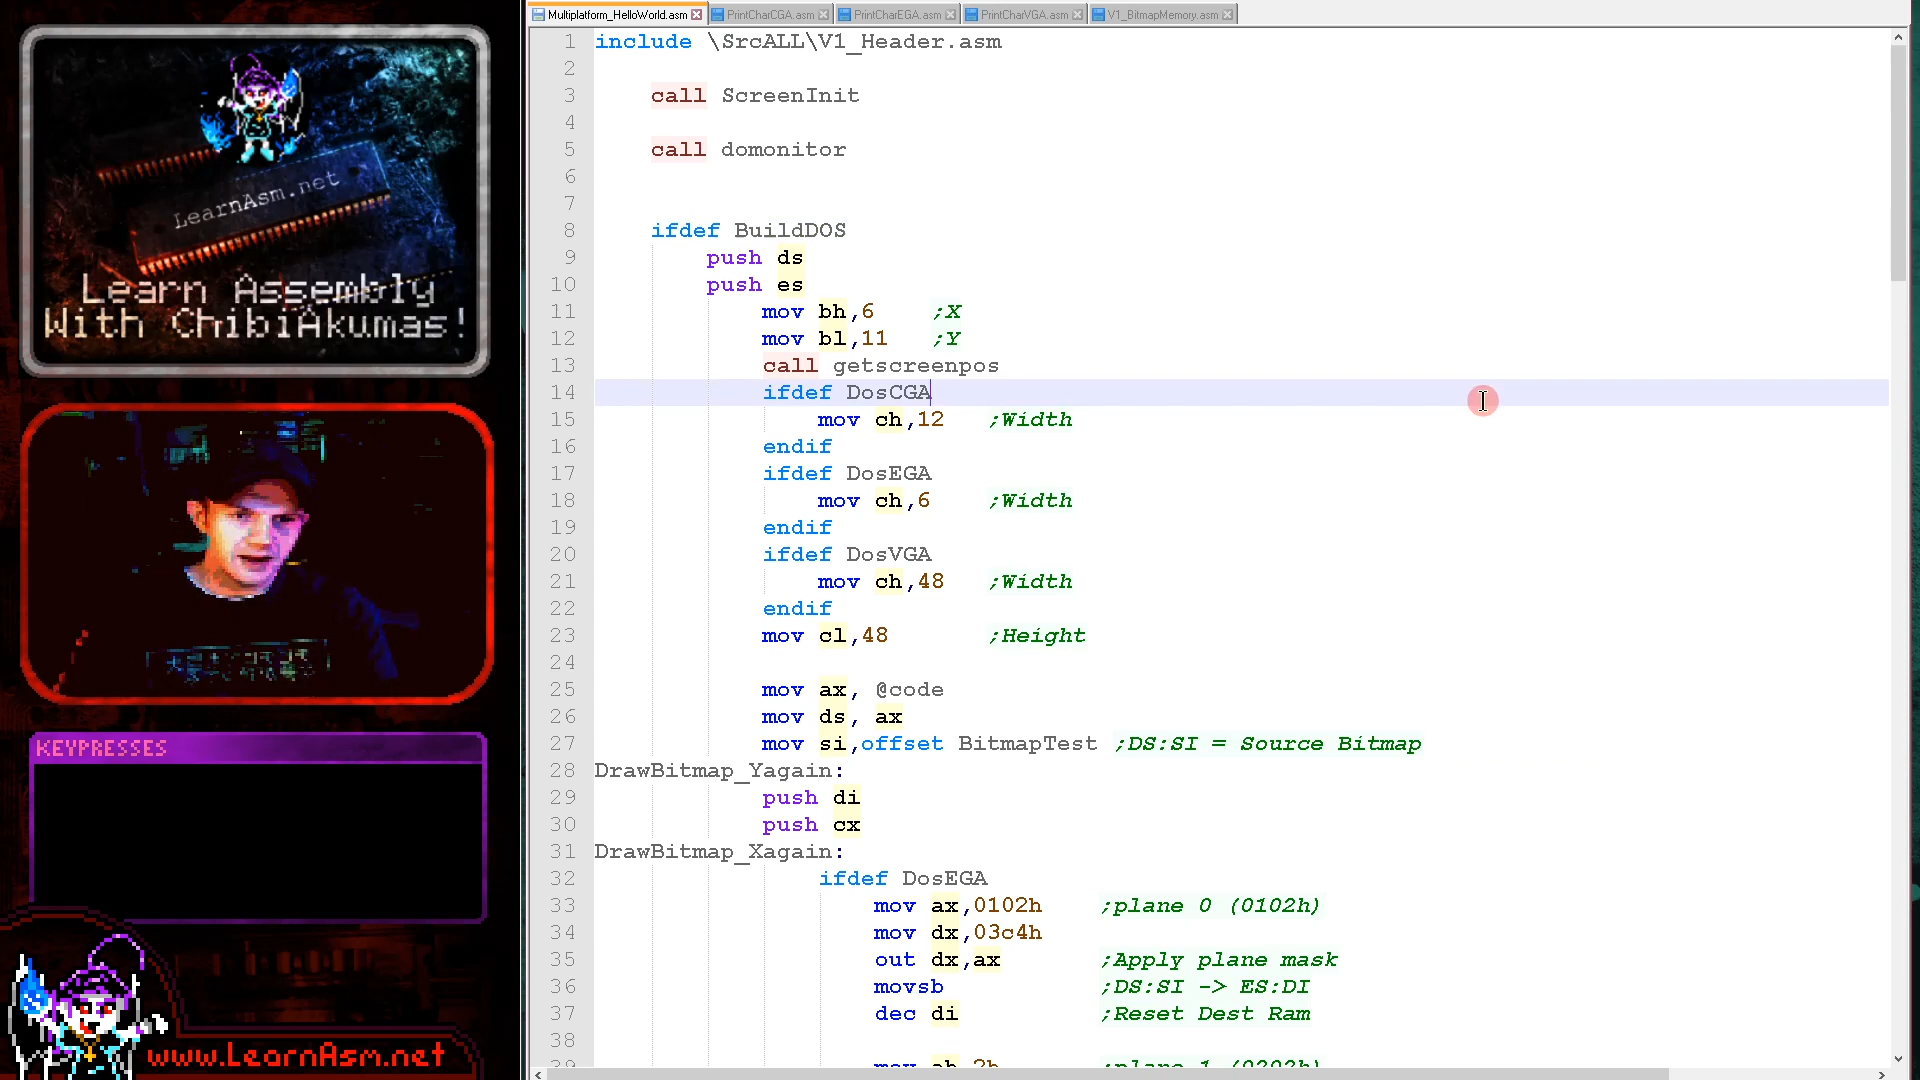 LearnAsm.net
Learn Assembly
With ChibiAkumas!
KEYPRESSES
www.LearnAsm.net
Multiplatform_HelloWorld.asm PrintCharCGA.asm PrintCharEGA.asm PrintCharVGA.asm V1_BitmapMemory.asm
1 include \SrcALL\V1_Header.asm
2
3 call ScreenInit
4
5 call domonitor
6
7
8 ifdef BuildDOS
9 push ds
10 push es
11 mov bh,6 ;X
12 mov bl,11 ;Y
13 call getscreenpos
14 ifdef DosCGA
15 mov ch,12 ;Width
16 endif
17 ifdef DosEGA
18 mov ch,6 ;Width
19 endif
20 ifdef DosVGA
21 mov ch,48 ;Width
22 endif
23 mov cl,48 ;Height
24
25 mov ax, @code
26 mov ds, ax
27 mov si,offset BitmapTest ;DS:SI = Source Bitmap
28 DrawBitmap_Yagain:
29 push di
30 push cx
31 DrawBitmap_Xagain:
32 ifdef DosEGA
33 mov ax,0102h ;plane 0 (0102h)
34 mov dx,03c4h
35 out dx,ax ;Apply plane mask
36 movsb ;DS:SI -> ES:DI
37 dec di ;Reset Dest Ram
38
39 mov ah,2h ;plane 1 (0202h)